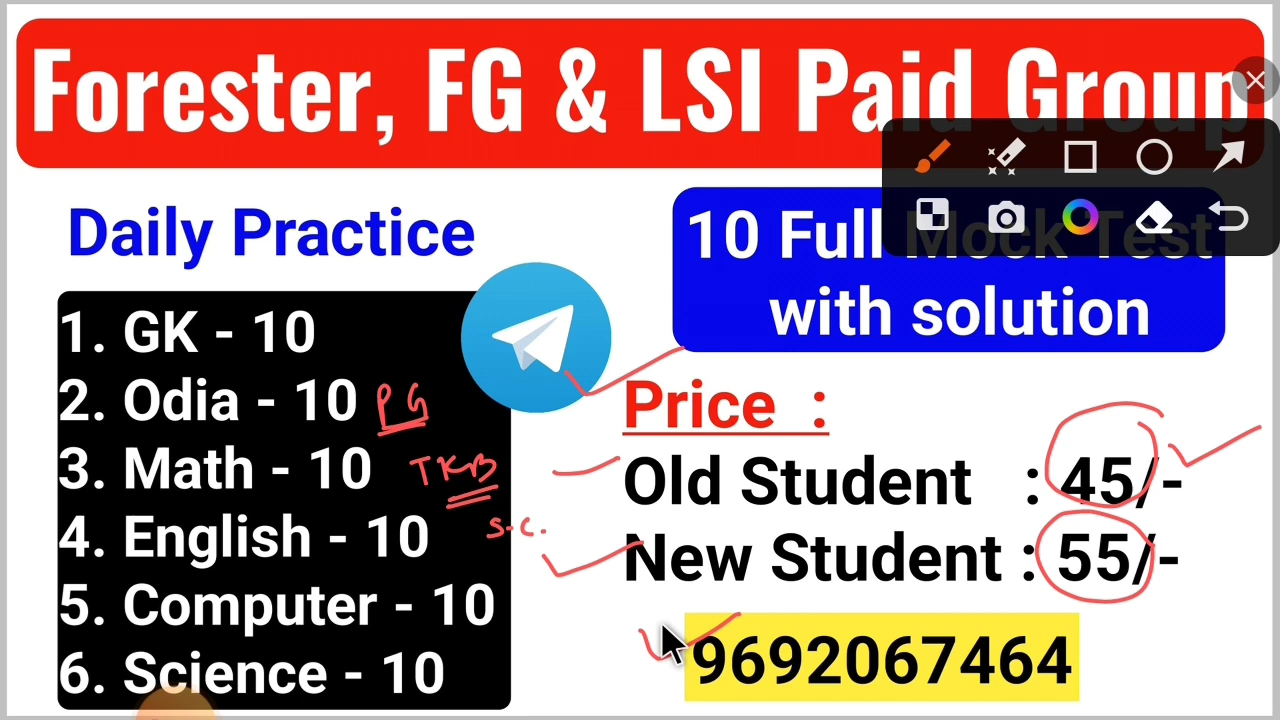 Forester, FG & LSI Paid Group
Daily Practice
1. GK - 10
2. Odia - 10 PG
3. Math - 10 TKB
4. English - 10 S.C.
5. Computer - 10
6. Science - 10
10 Full Mock Test
with solution
Price :
Old Student : 45/-
New Student : 55/-
9692067464